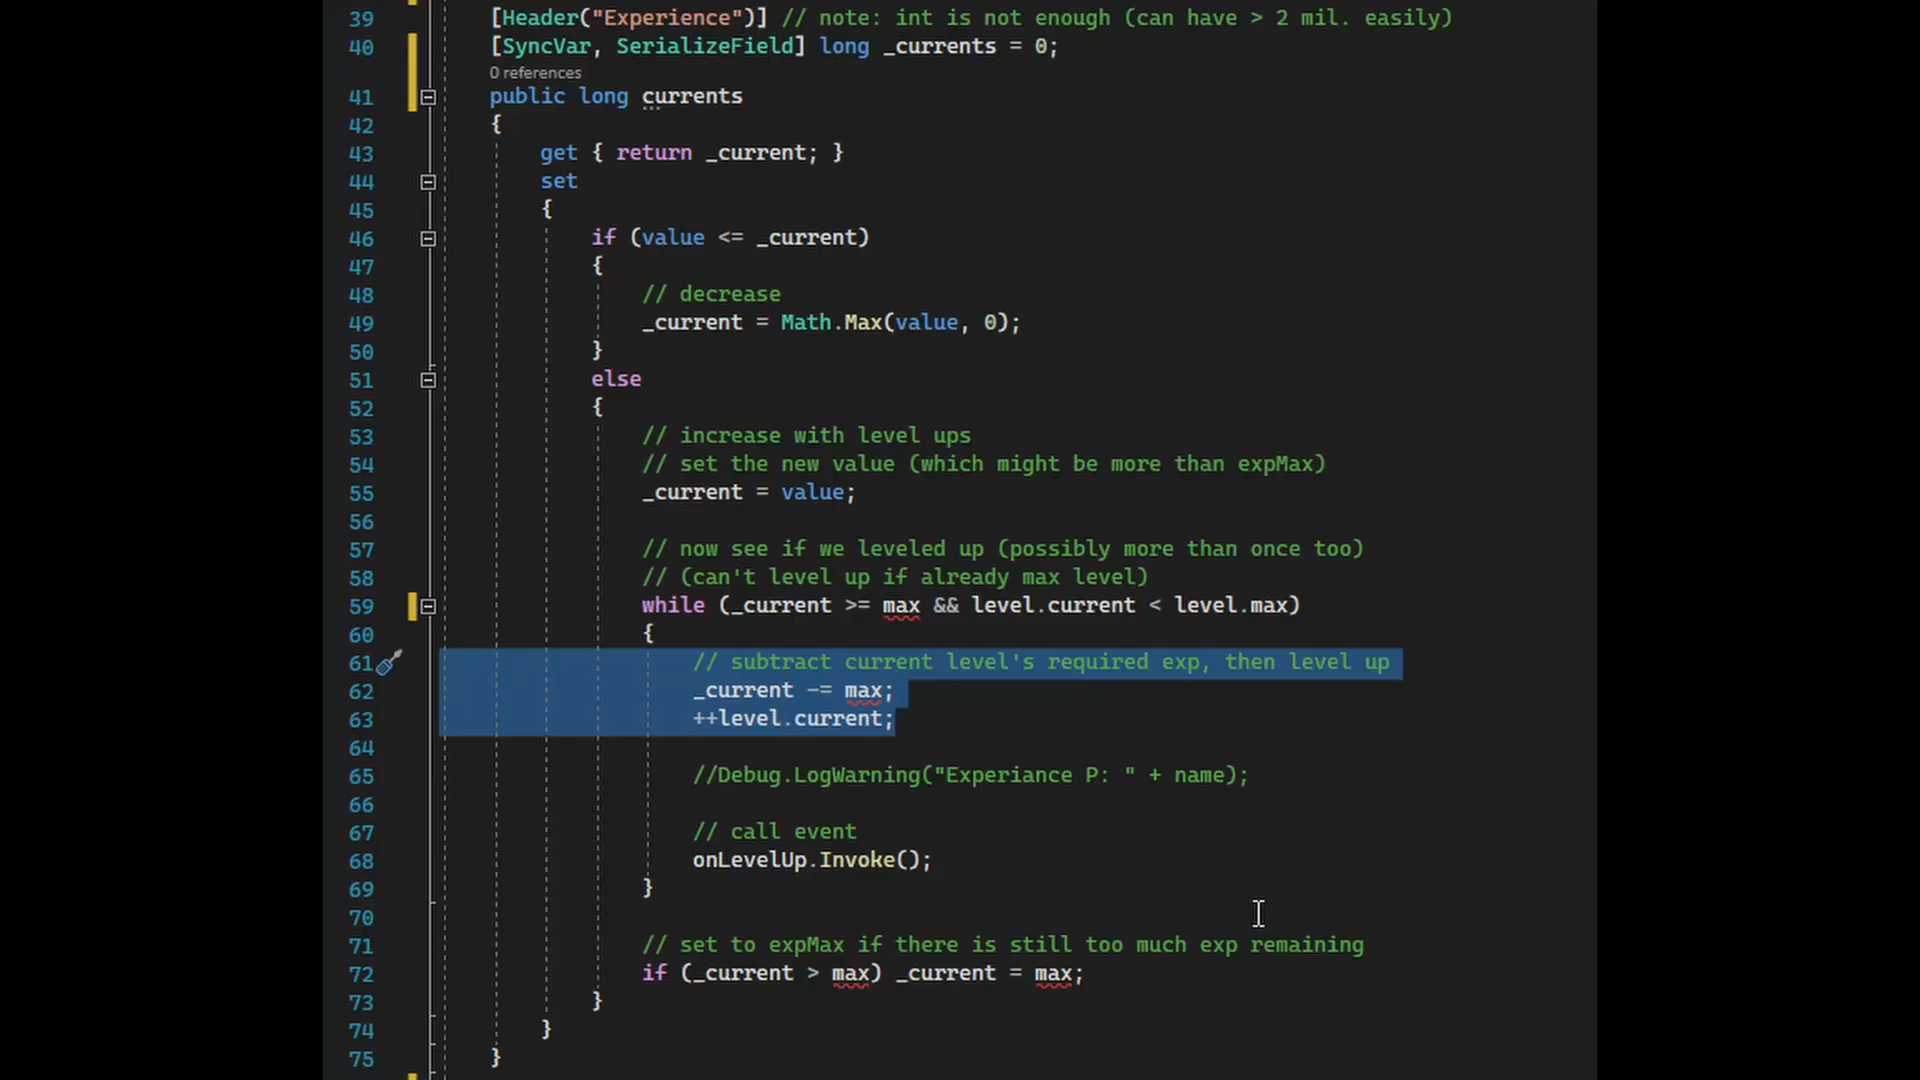 39 [Header("Experience")] // note: int is not enough (can have > 2 mil. easily)
40 [SyncVar, SerializeField] long _currents = 0;
0 references
41 public long currents
42 {
43 get { return _current; }
44 set
45 {
46 if (value <= _current)
47 {
48 // decrease
49 _current = Math.Max(value, 0);
50 }
51 else
52 {
53 // increase with level ups
54 // set the new value (which might be more than expMax)
55 _current = value;
56
57 // now see if we leveled up (possibly more than once too)
58 // (can't level up if already max level)
59 while (_current >= max && level.current < level.max)
60 {
61 // subtract current level's required exp, then level up
62 _current -= max;
63 ++level.current;
64
65 //Debug.LogWarning("Experiance P: " + name);
66
67 // call event
68 onLevelUp.Invoke();
69 }
70
71 // set to expMax if there is still too much exp remaining
72 if (_current > max) _current = max;
73 }
74 }
75 }